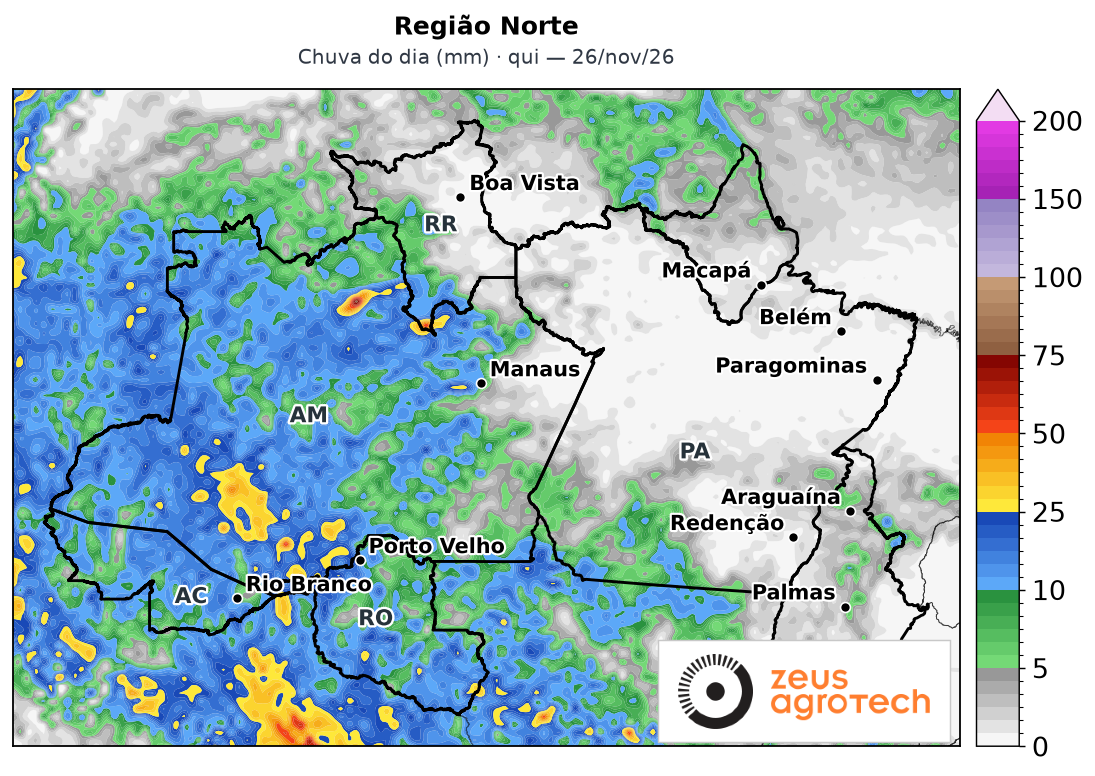 Região Norte
Chuva do dia (mm) · qui — 26/nov/26
200
150
100
75
50
25
10
5
0
Boa Vista
RR
Macapá
Belém
Paragominas
Manaus
AM
PA
Araguaína
Redenção
Porto Velho
Rio Branco
AC
RO
Palmas
zeus
agrotech